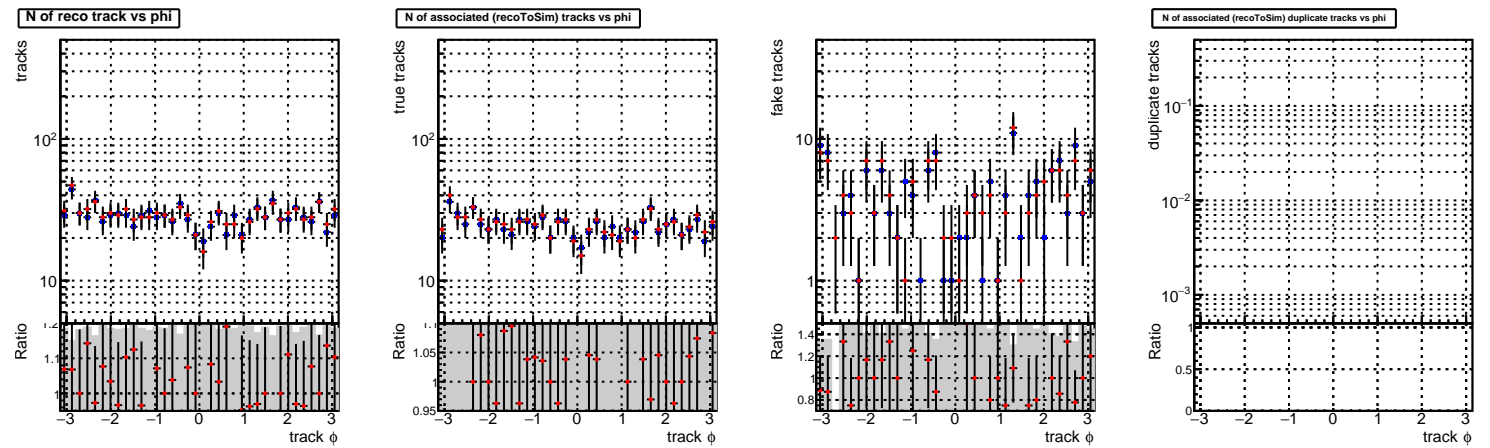 N of reco track vs phi
tracks
10²
10
Ratio
1.2
1.1
1
−3 −2 −1 0 1 2 3
track ϕ
N of associated (recoToSim) tracks vs phi
true tracks
10²
10
Ratio
1.1
1.05
1
0.95
−3 −2 −1 0 1 2 3
track ϕ
fake tracks
10
1
Ratio
1.4
1.2
1
0.8
−3 −2 −1 0 1 2 3
track ϕ
N of associated (recoToSim) duplicate tracks vs phi
duplicate tracks
10⁻¹
10⁻²
10⁻³
Ratio
1
0.5
0
−3 −2 −1 0 1 2 3
track ϕ